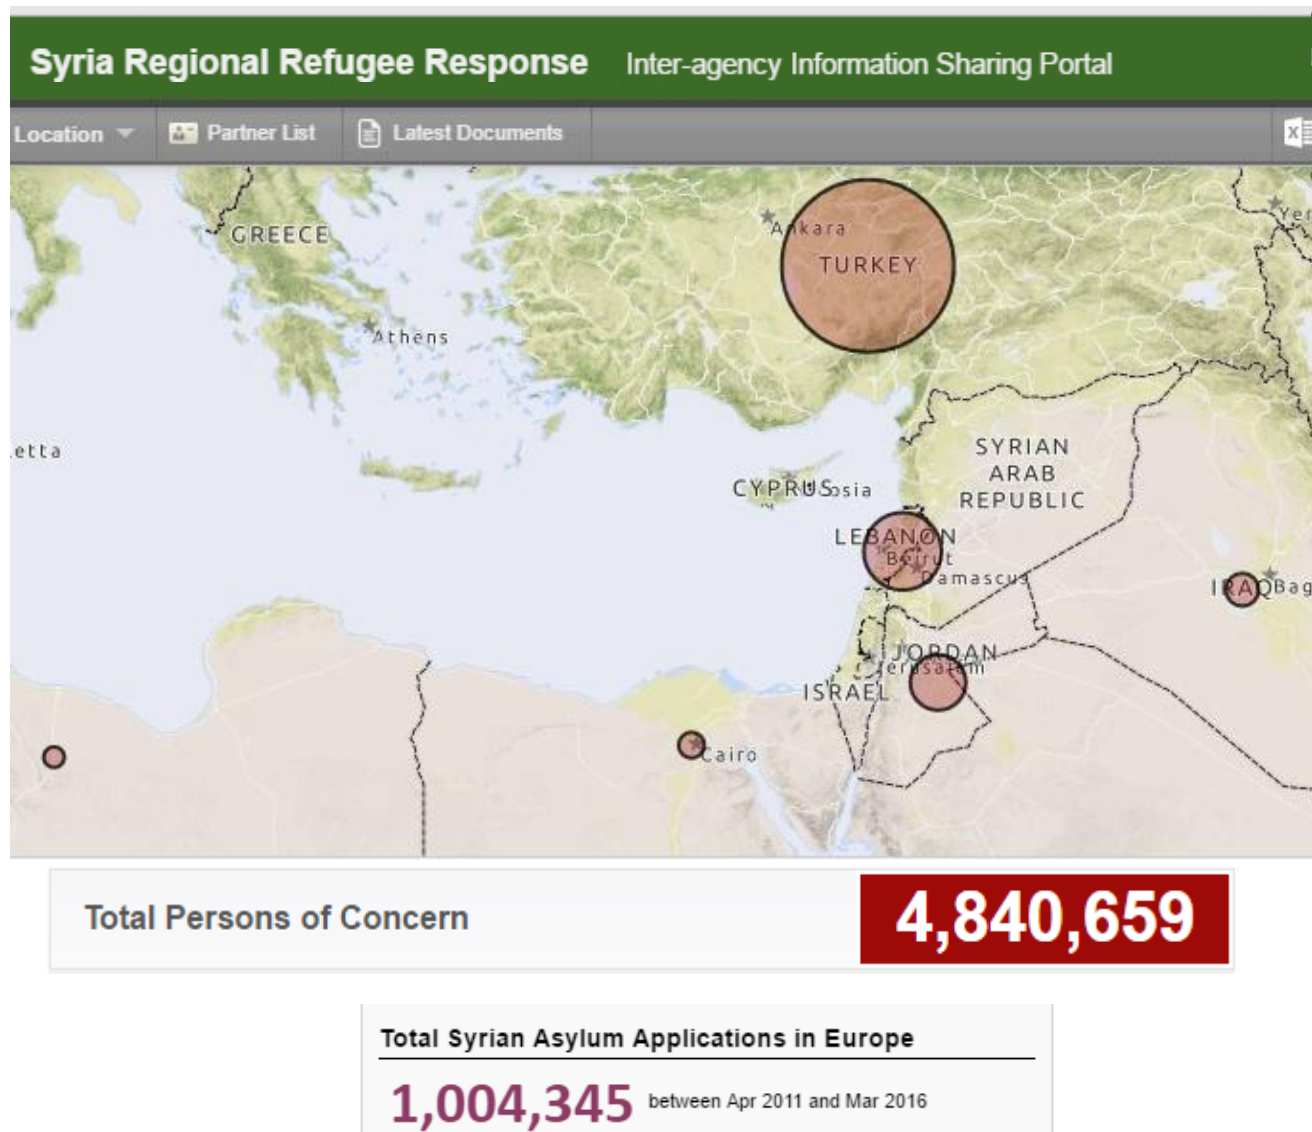 Syria Regional Refugee Response Inter-agency Information Sharing Portal
Location Partner List Latest Documents
GREECE
Ankara
TURKEY
Athens
etta
SYRIAN
ARAB
REPUBLIC
CYPRUS
LEBANON
Beirut
Damascus
IRAQ Bag
JORDAN
Jerusalem
ISRAEL
Cairo
Total Persons of Concern 4,840,659
Total Syrian Asylum Applications in Europe
1,004,345 between Apr 2011 and Mar 2016